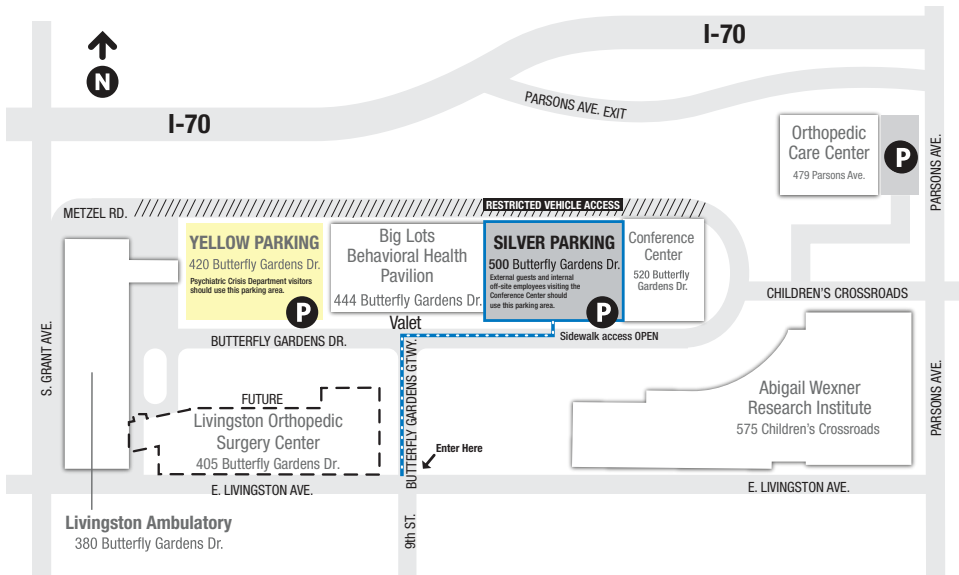 I-70
N
PARSONS AVE. EXIT
I-70
Orthopedic
Care Center
479 Parsons Ave.
P
PARSONS AVE.
METZEL RD.
RESTRICTED VEHICLE ACCESS
YELLOW PARKING
420 Butterfly Gardens Dr.
Psychiatric Crisis Department visitors
should use this parking area.
P
Big Lots
Behavioral Health
Pavilion
444 Butterfly Gardens Dr.
SILVER PARKING
500 Butterfly Gardens Dr.
External guests and internal
off-site employees visiting the
Conference Center should
use this parking area.
P
Conference
Center
520 Butterfly
Gardens Dr.
CHILDREN'S CROSSROADS
Valet
BUTTERFLY GARDENS DR.
Sidewalk access OPEN
S. GRANT AVE.
BUTTERFLY GARDENS GTWY.
FUTURE
Livingston Orthopedic
Surgery Center
405 Butterfly Gardens Dr.
Enter Here
Abigail Wexner
Research Institute
575 Children's Crossroads
PARSONS AVE.
E. LIVINGSTON AVE.
E. LIVINGSTON AVE.
Livingston Ambulatory
380 Butterfly Gardens Dr.
9th ST.